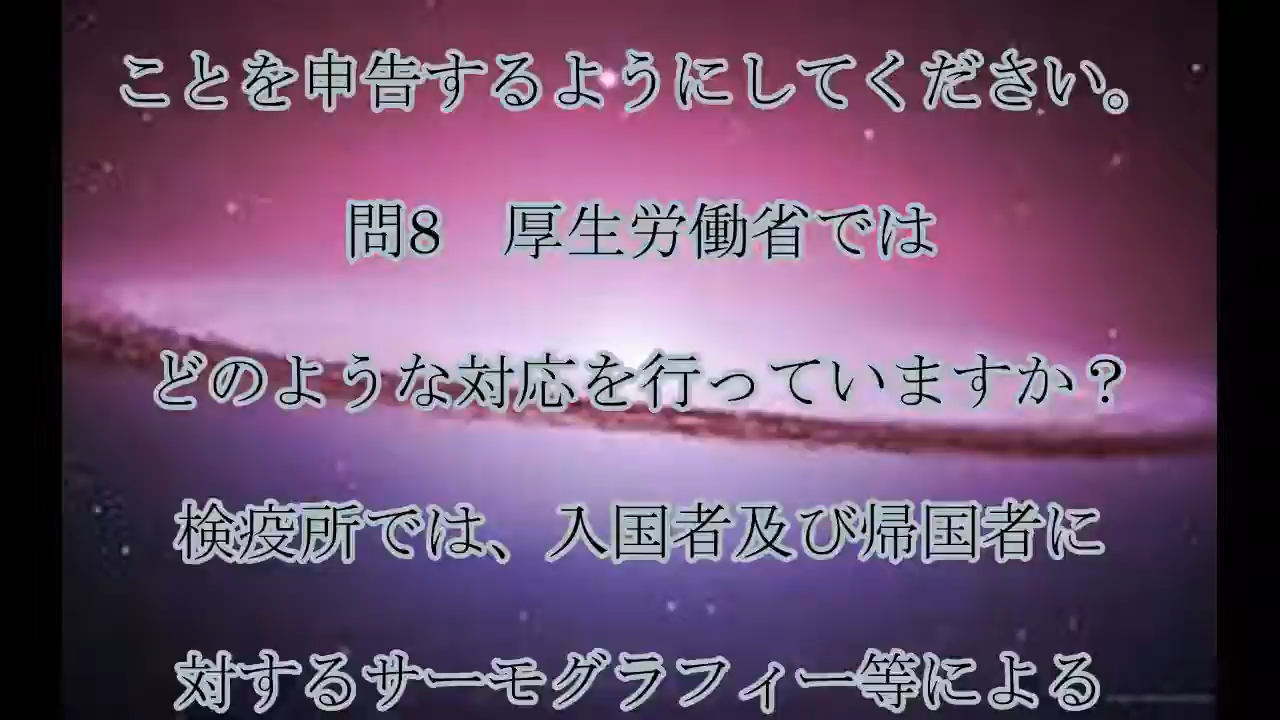 ことを申告するようにしてください。
問8　厚生労働省では
どのような対応を行っていますか？
検疫所では、入国者及び帰国者に
対するサーモグラフィー等による